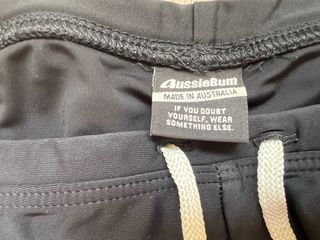 aussieBum
MADE IN AUSTRALIA
IF YOU DOUBT
YOURSELF, WEAR
SOMETHING ELSE.